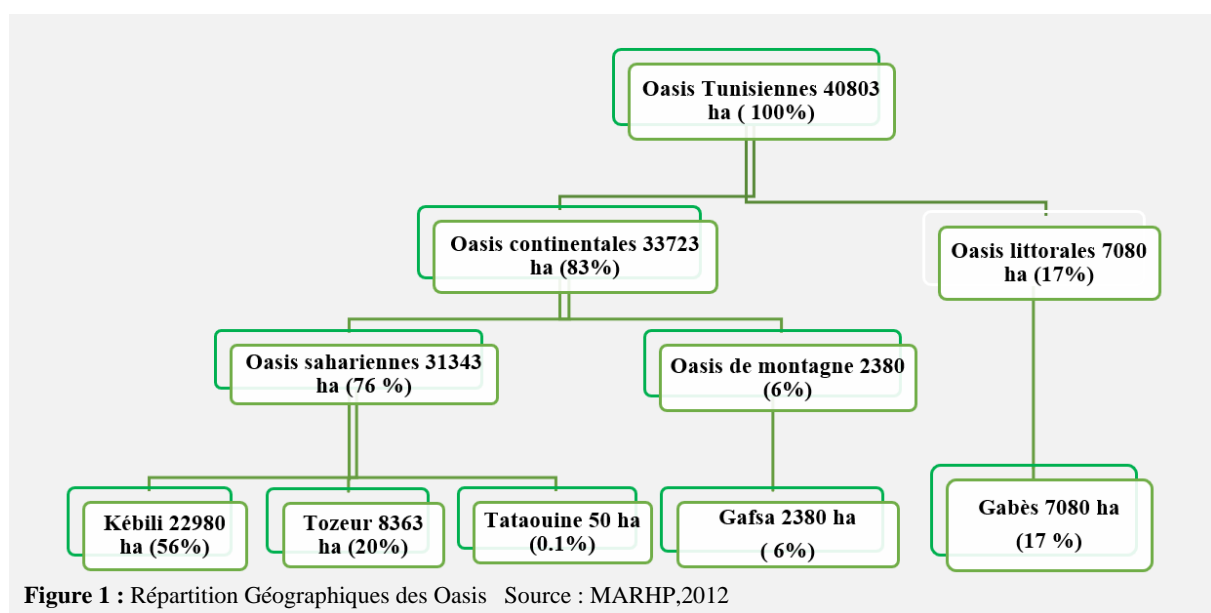 Oasis Tunisiennes 40803
ha ( 100%)
Oasis continentales 33723
ha (83%)
Oasis littorales 7080
ha (17%)
Oasis sahariennes 31343
ha (76 %)
Oasis de montagne 2380
(6%)
Kébili 22980
ha (56%)
Tozeur 8363
ha (20%)
Tataouine 50 ha
(0.1%)
Gafsa 2380 ha
( 6%)
Gabès 7080 ha
(17 %)
Figure 1 : Répartition Géographiques des Oasis Source : MARHP,2012